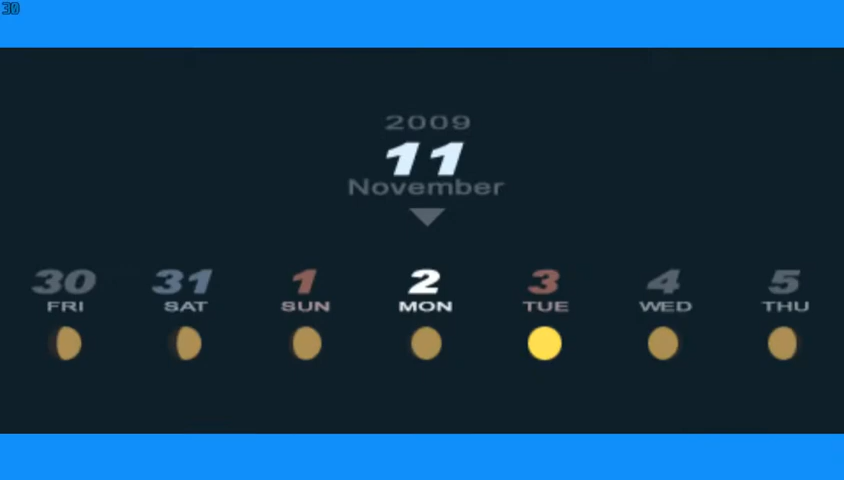 30
2009
11
November
30 31 1 2 3 4 5
FRI SAT SUN MON TUE WED THU